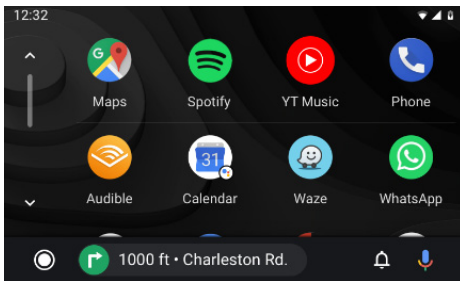 12:32
G
Maps
Spotify
YT Music
Phone
31
Audible
Calendar
Waze
WhatsApp
1000 ft • Charleston Rd.